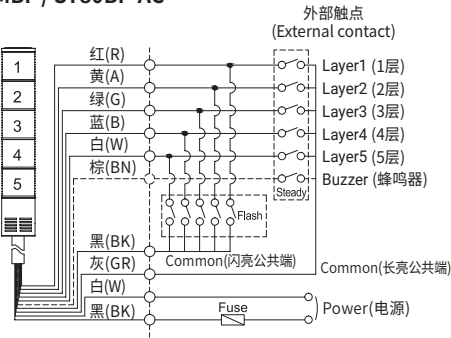 外部触点
(External contact)
1
2
3
4
5
红(R)
黄(A)
绿(G)
蓝(B)
白(W)
棕(BN)
Layer1 (1层)
Layer2 (2层)
Layer3 (3层)
Layer4 (4层)
Layer5 (5层)
Buzzer (蜂鸣器)
Steady
Flash
黑(BK)
灰(GR)
白(W)
黑(BK)
Common(闪亮公共端)
Common(长亮公共端)
Fuse
Power(电源)